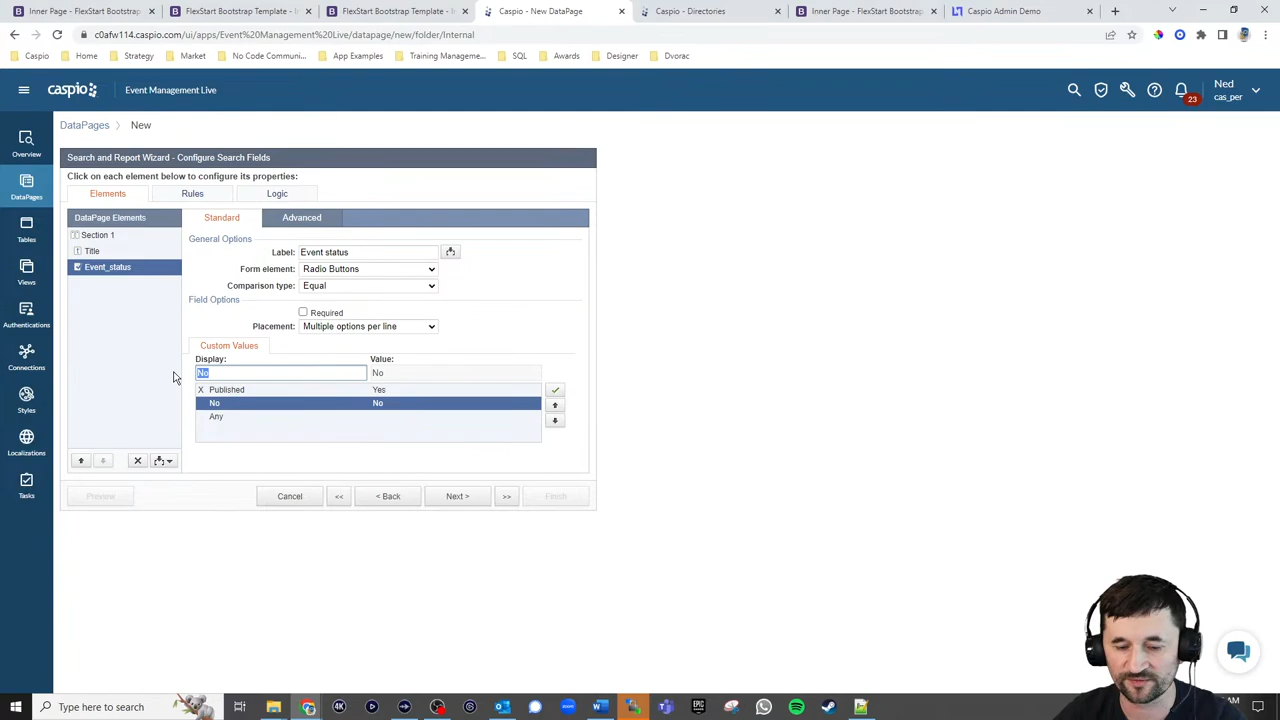 Inner Page - FlexStart Bootstrap
FlexStart Bootstrap Template - In
FlexStart Bootstrap Template - In
Caspio - New DataPage
Caspio - Directories
Inner Page - FlexStart Bootstrap
Caspio Admin Demo
c0afw114.caspio.com/ui/apps/Event%20Management%20Live/datapage/new/folder/Internal
Caspio
Home
Strategy
Market
No Code Communi...
App Examples
Training Manageme...
SQL
Awards
Designer
Dvorac
caspio
Event Management Live
23
Ned
cas_per
Overview
DataPages
Tables
Views
Authentications
Connections
Styles
Localizations
Tasks
DataPages > New
Search and Report Wizard - Configure Search Fields
Click on each element below to configure its properties:
Elements
Rules
Logic
DataPage Elements
Section 1
Title
Event_status
Standard
Advanced
General Options
Label: Event status
Form element: Radio Buttons
Comparison type: Equal
Field Options
Required
Placement: Multiple options per line
Custom Values
Display: Value:
No No
X Published Yes
No No
Any
Preview
Cancel
<<
< Back
Next >
>>
Finish
Type here to search
4K
EPIC
AM